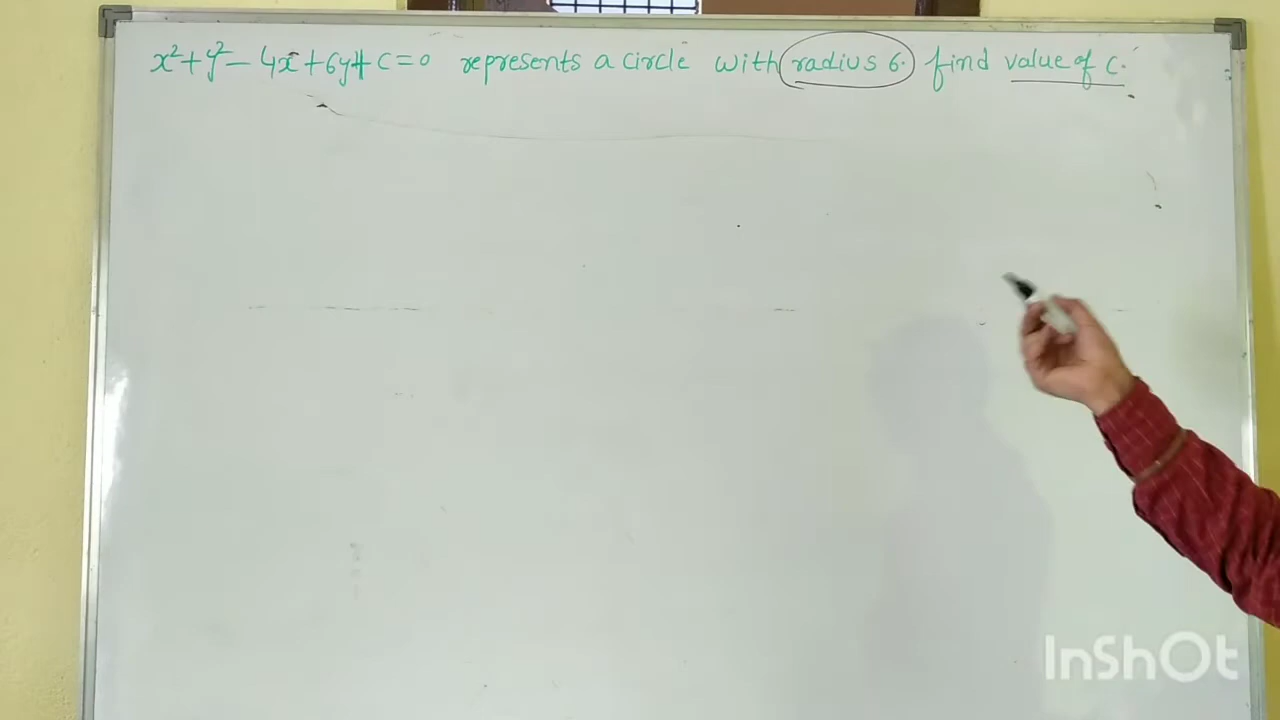 x² + y² - 4x + 6y + c = 0 represents a circle with radius 6. find value of c.
InShOt